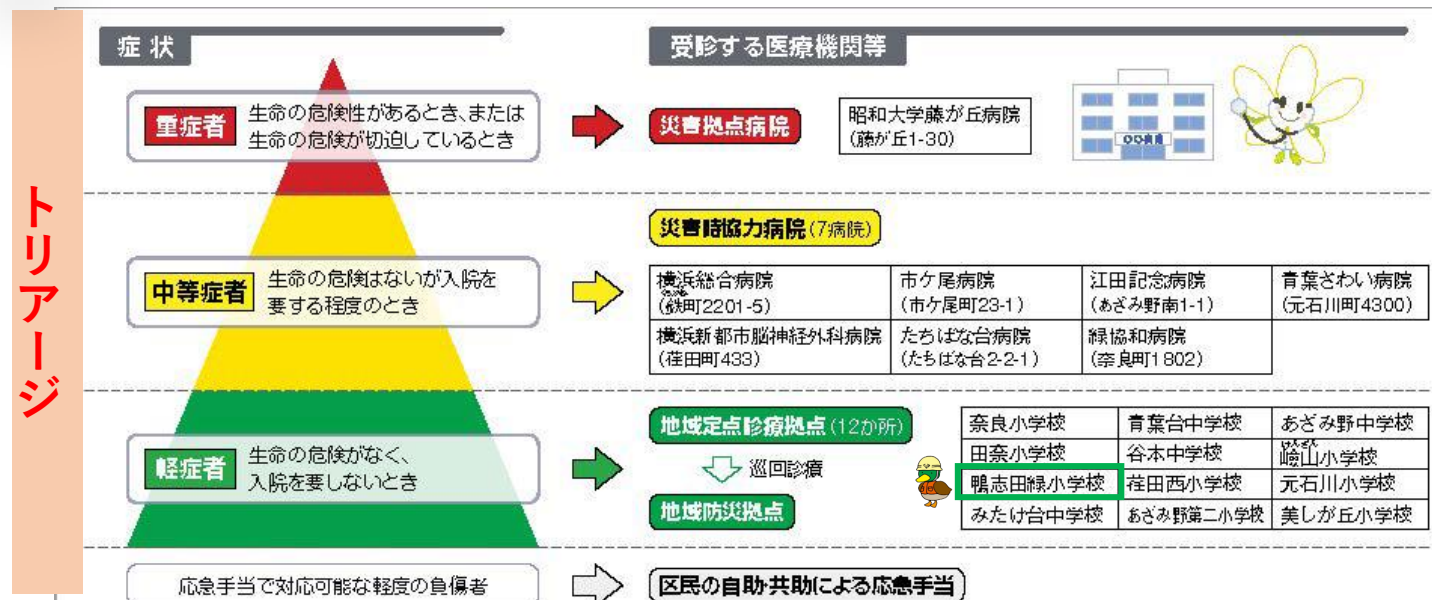 トリアージ
症状
受診する医療機関等
重症者
生命の危険性があるとき、または
生命の危険が切迫しているとき
災害拠点病院
昭和大学藤が丘病院
(藤が丘1-30)
中等症者
生命の危険はないが入院を
要する程度のとき
災害時協力病院(7病院)
横浜総合病院
(鉄町2201-5)
市ケ尾病院
(市ケ尾町23-1)
江田記念病院
(あざみ野南1-1)
青葉さわい病院
(元石川町4300)
横浜新都市脳神経外科病院
(荏田町433)
たちばな台病院
(たちばな台2-2-1)
緑協和病院
(奈良町1802)
軽症者
生命の危険がなく、
入院を要しないとき
地域定点診療拠点(12か所)
巡回診療
地域防災拠点
奈良小学校
青葉台中学校
あざみ野中学校
田奈小学校
谷本中学校
嶮山小学校
鴨志田緑小学校
荏田西小学校
元石川小学校
みたけ台中学校
あざみ野第二小学校
美しが丘小学校
応急手当で対応可能な軽度の負傷者
区民の自助・共助による応急手当